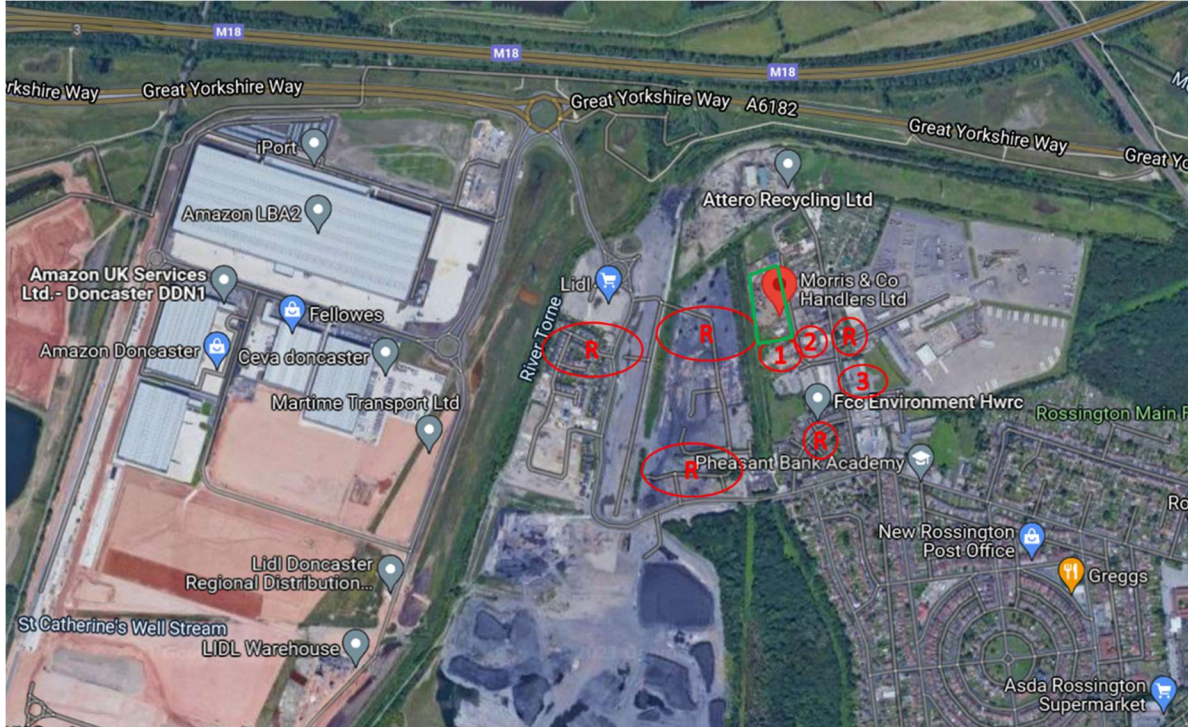 3
M18
M18
M18
rkshire Way
Great Yorkshire Way
Great Yorkshire Way A6182
Great Yorkshire Way
Great Yo
M
iPort
Amazon LBA2
Attero Recycling Ltd
Amazon UK Services
Ltd.- Doncaster DDN1
Lidl
Morris & Co
Handlers Ltd
Fellowes
River Torne
Amazon Doncaster
Ceva doncaster
R
R
1
2
R
3
Martime Transport Ltd
Fcc Environment Hwrc
Rossington Main R
R
R
Pheasant Bank Academy
Ro
New Rossington
Post Office
Lidl Doncaster
Regional Distribution...
Greggs
St Catherine's Well Stream
LIDL Warehouse
Asda Rossington
Supermarket